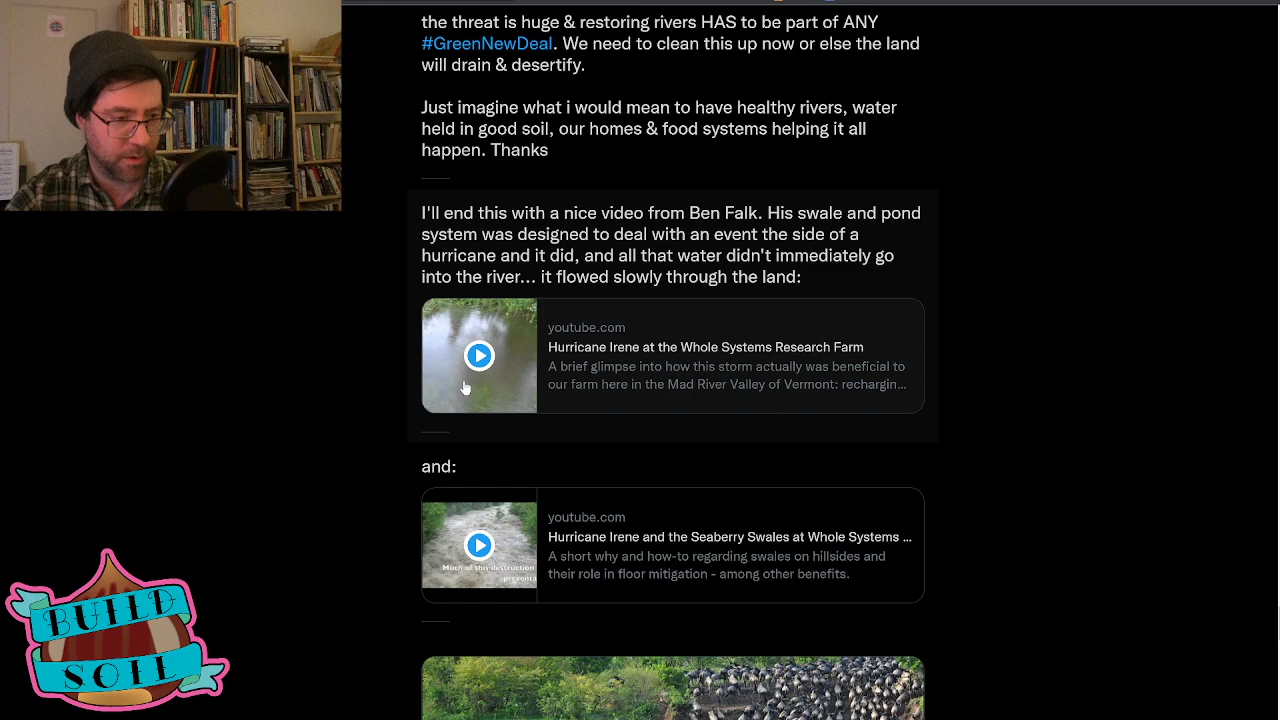 the threat is huge & restoring rivers HAS to be part of ANY
#GreenNewDeal. We need to clean this up now or else the land
will drain & desertify.
Just imagine what i would mean to have healthy rivers, water
held in good soil, our homes & food systems helping it all
happen. Thanks
I'll end this with a nice video from Ben Falk. His swale and pond
system was designed to deal with an event the side of a
hurricane and it did, and all that water didn't immediately go
into the river... it flowed slowly through the land:
youtube.com
Hurricane Irene at the Whole Systems Research Farm
A brief glimpse into how this storm actually was beneficial to
our farm here in the Mad River Valley of Vermont: rechargin...
and:
youtube.com
Hurricane Irene and the Seaberry Swales at Whole Systems ...
A short why and how-to regarding swales on hillsides and
their role in floor mitigation - among other benefits.
Much of this destruction
preventa
BUILD
SOIL